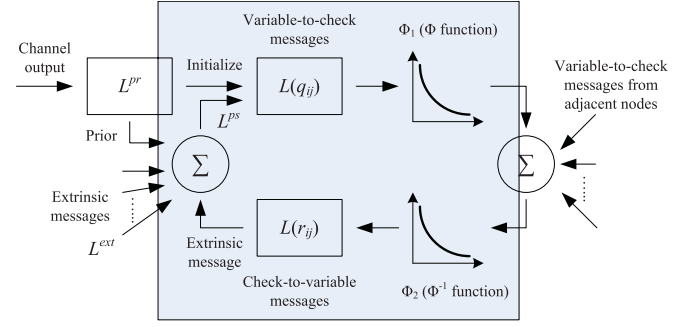 Variable-to-check
messages
Φ1 (Φ function)
Channel
output
L^pr
Initialize
L(q_ij)
Variable-to-check
messages from
adjacent nodes
L^ps
Prior
Σ
Σ
Extrinsic
messages
L^ext
Extrinsic
message
L(r_ij)
Check-to-variable
messages
Φ2 (Φ^-1 function)